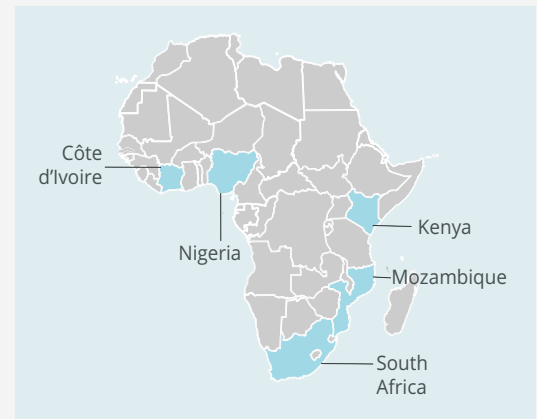 Côte
d’Ivoire
Nigeria
Kenya
Mozambique
South
Africa